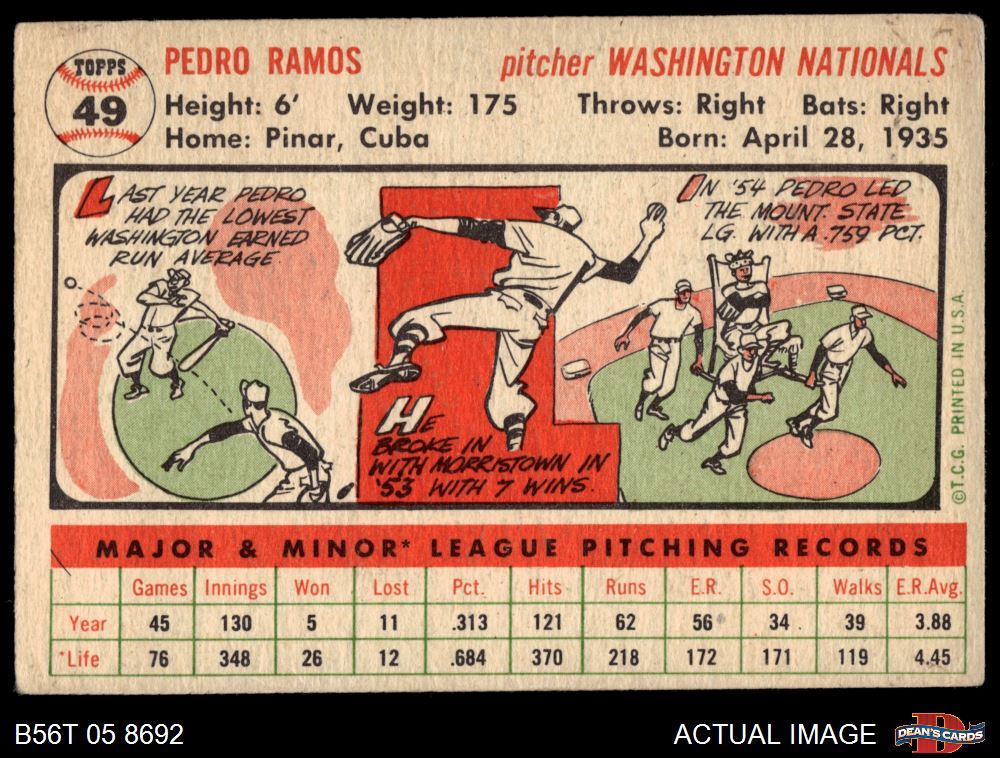 TOPPS
49
PEDRO RAMOS pitcher WASHINGTON NATIONALS
Height: 6' Weight: 175 Throws: Right Bats: Right
Home: Pinar, Cuba Born: April 28, 1935
LAST YEAR PEDRO
HAD THE LOWEST
WASHINGTON EARNED
RUN AVERAGE.
HE
BROKE IN
WITH MORRISTOWN IN
'53 WITH 7 WINS.
IN '54 PEDRO LED
THE MOUNT. STATE
LG. WITH A .759 PCT.
©T.C.G. PRINTED IN U.S.A.
MAJOR & MINOR* LEAGUE PITCHING RECORDS
Games Innings Won Lost Pct. Hits Runs E.R. S.O. Walks E.R.Avg.
Year 45 130 5 11 .313 121 62 56 34 39 3.88
*Life 76 348 26 12 .684 370 218 172 171 119 4.45
B56T 05 8692 ACTUAL IMAGE
DEAN'S CARDS